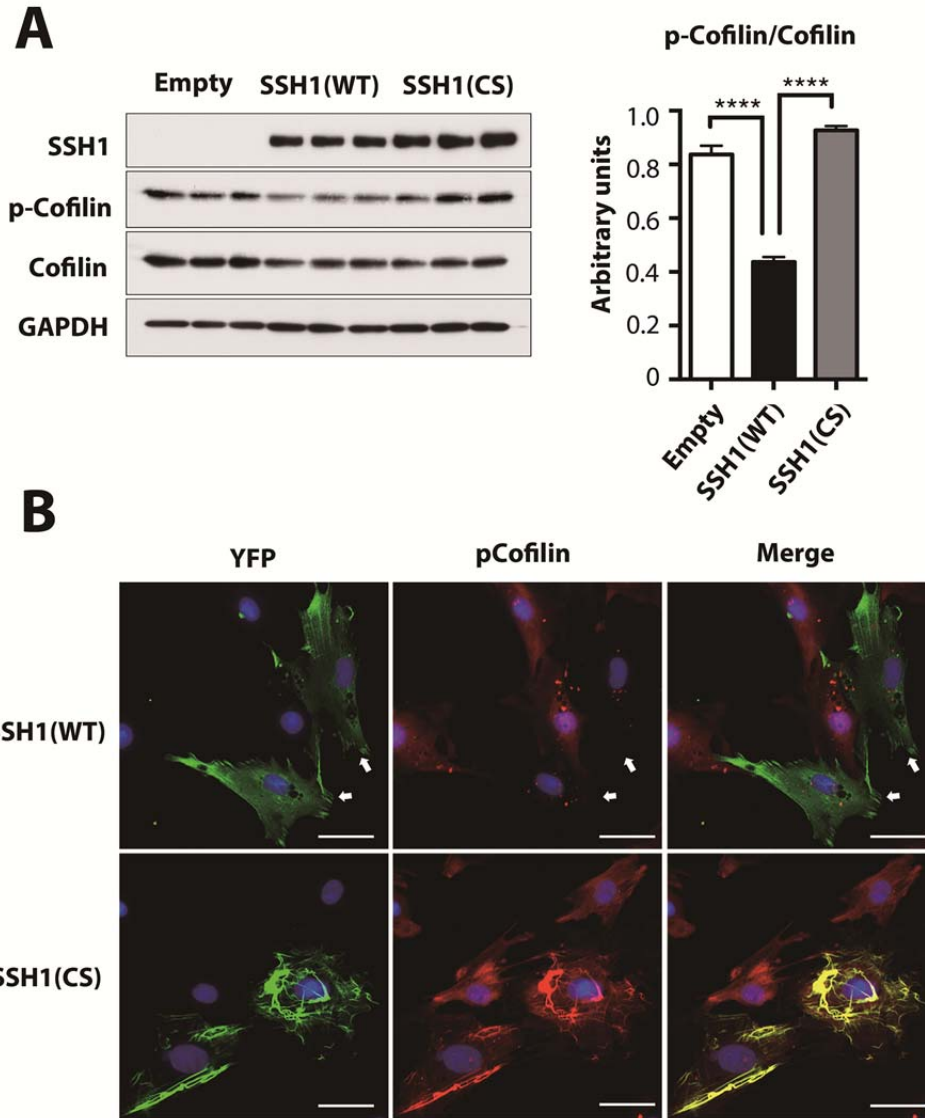 A
Empty SSH1(WT) SSH1(CS)
SSH1
p-Cofilin
Cofilin
GAPDH
p-Cofilin/Cofilin
**** ****
Arbitrary units
1.0
0.8
0.6
0.4
0.2
0
Empty
SSH1(WT)
SSH1(CS)
B
YFP pCofilin Merge
SH1(WT)
SSH1(CS)